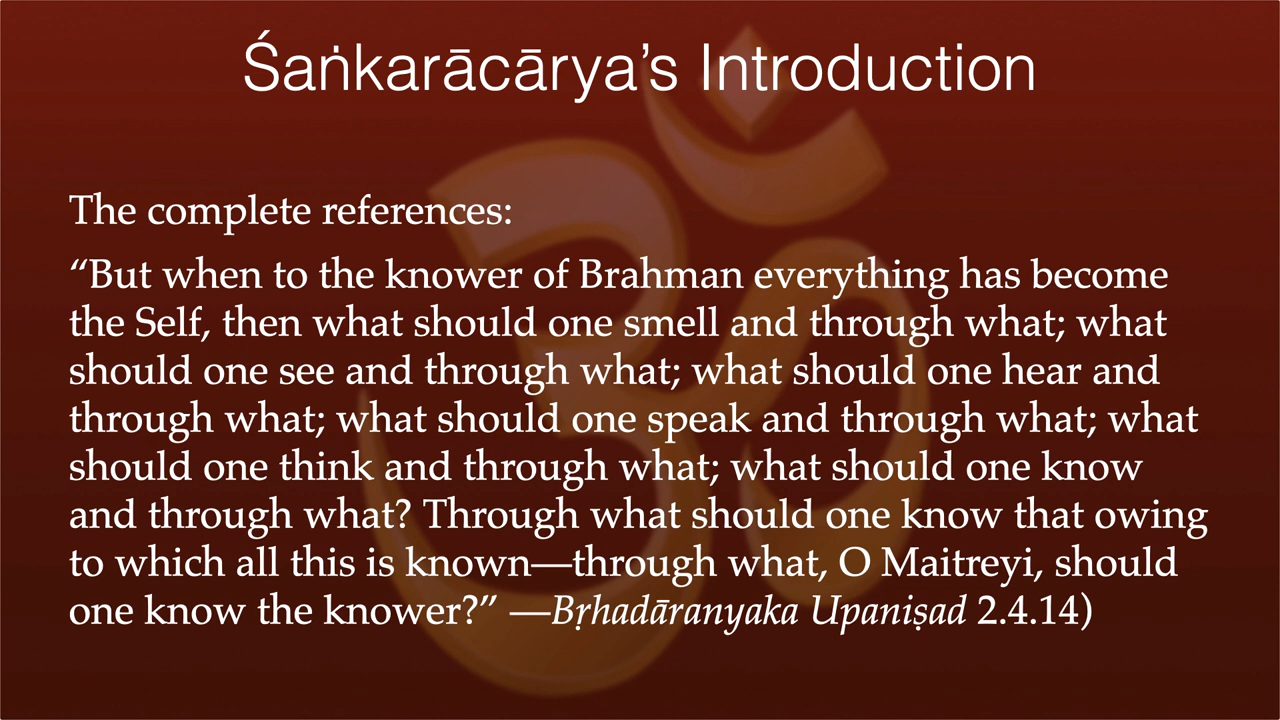 Śaṅkarācārya’s Introduction
The complete references:
“But when to the knower of Brahman everything has become
the Self, then what should one smell and through what; what
should one see and through what; what should one hear and
through what; what should one speak and through what; what
should one think and through what; what should one know
and through what? Through what should one know that owing
to which all this is known—through what, O Maitreyi, should
one know the knower?” —Bṛhadāranyaka Upaniṣad 2.4.14)